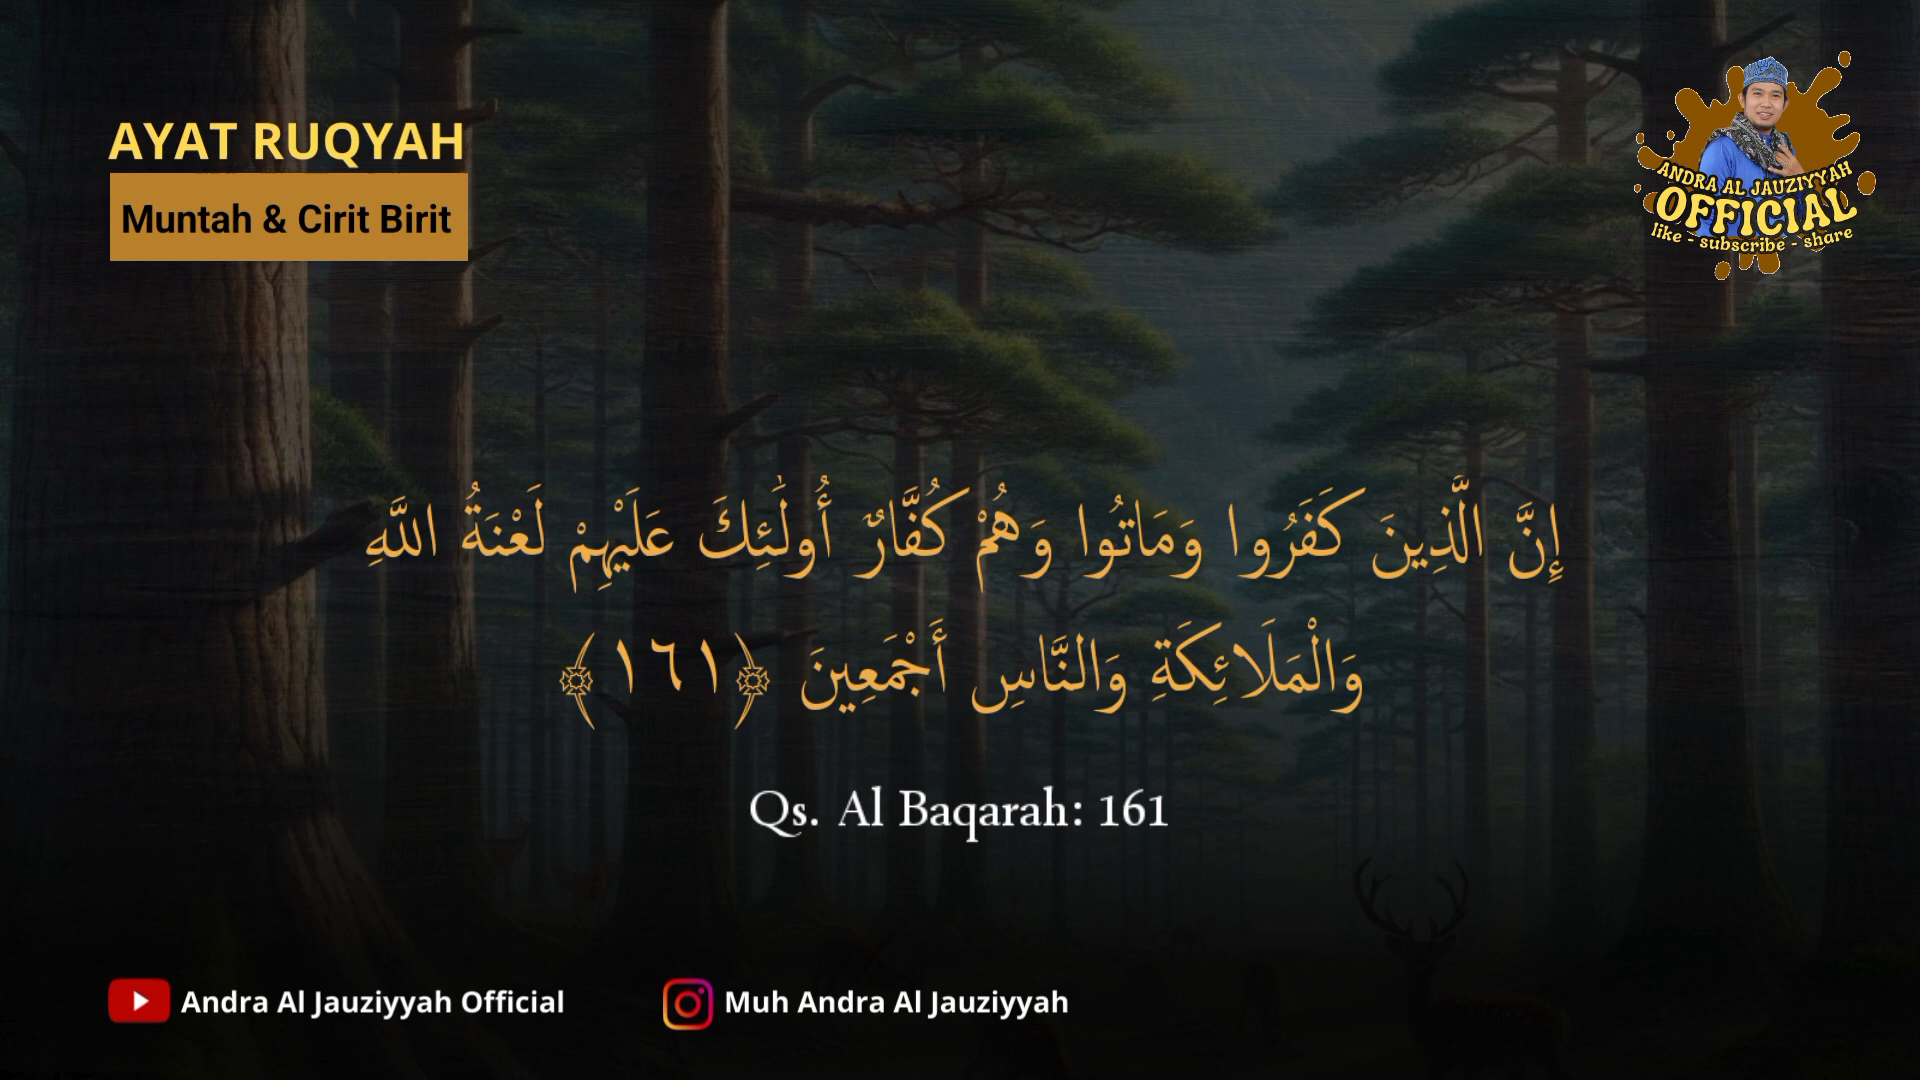 AYAT RUQYAH
Muntah & Cirit Birit
ANDRA AL JAUZIYYAH
OFFICIAL
like - subscribe - share
إِنَّ الَّذِينَ كَفَرُوا وَمَاتُوا وَهُمْ كُفَّارٌ أُولَٰئِكَ عَلَيْهِمْ لَعْنَةُ اللَّهِ
وَالْمَلَائِكَةِ وَالنَّاسِ أَجْمَعِينَ ﴿١٦١﴾
Qs. Al Baqarah: 161
Andra Al Jauziyyah Official
Muh Andra Al Jauziyyah